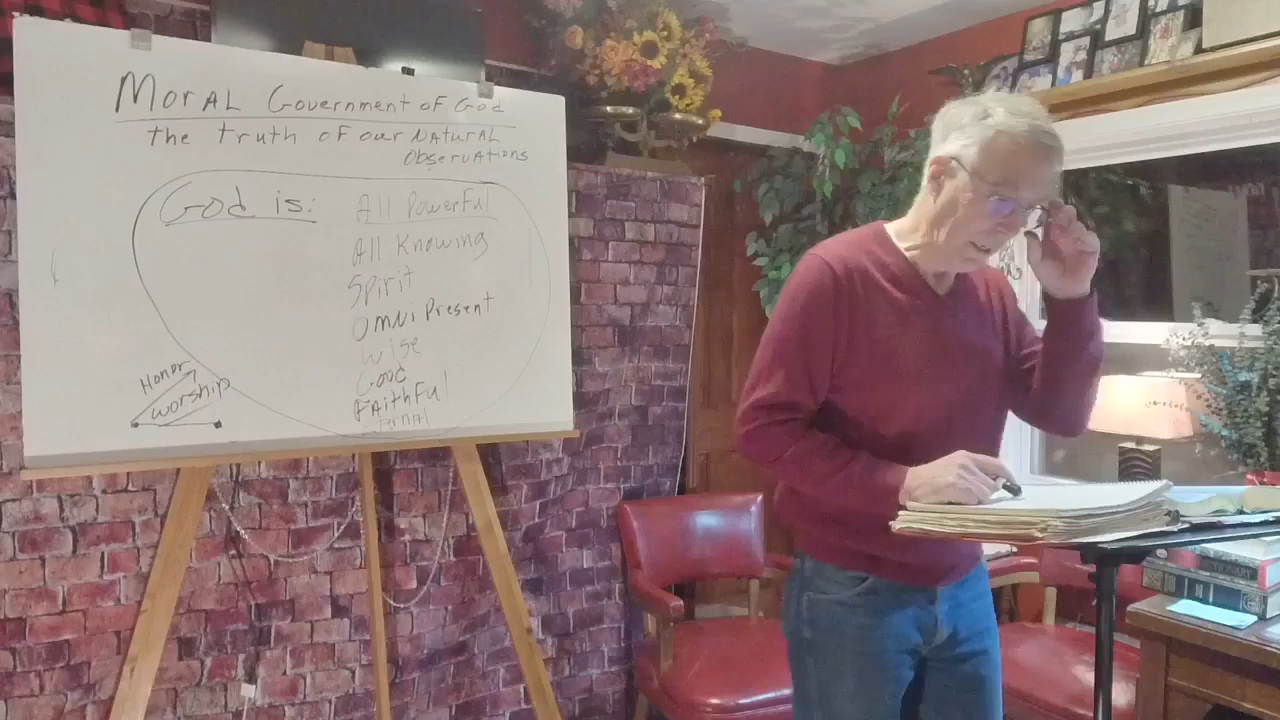 Moral Government of God
the truth of our Natural
Observations
God is: All Powerful
All Knowing
Spirit
Omni Present
Wise
Good
Faithful
Honor
worship